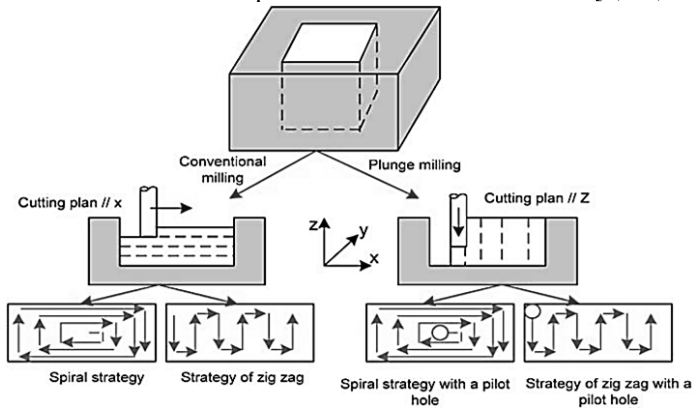 Conventional
milling
Plunge milling
Cutting plan // x
Cutting plan // Z
z
y
x
Spiral strategy
Strategy of zig zag
Spiral strategy with a pilot
hole
Strategy of zig zag with a
pilot hole